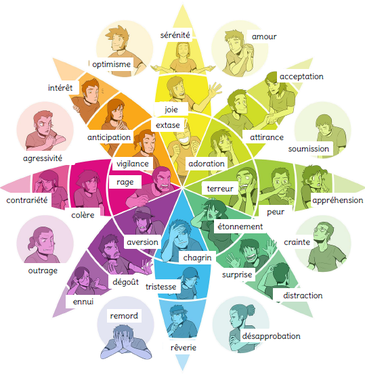 sérénité
optimisme
amour
intérêt
acceptation
joie
extase
anticipation
attirance
agressivité
soumission
vigilance
adoration
rage
terreur
contrariété
colère
peur
appréhension
étonnement
aversion
crainte
chagrin
outrage
dégoût
surprise
tristesse
ennui
distraction
remord
désapprobation
rêverie